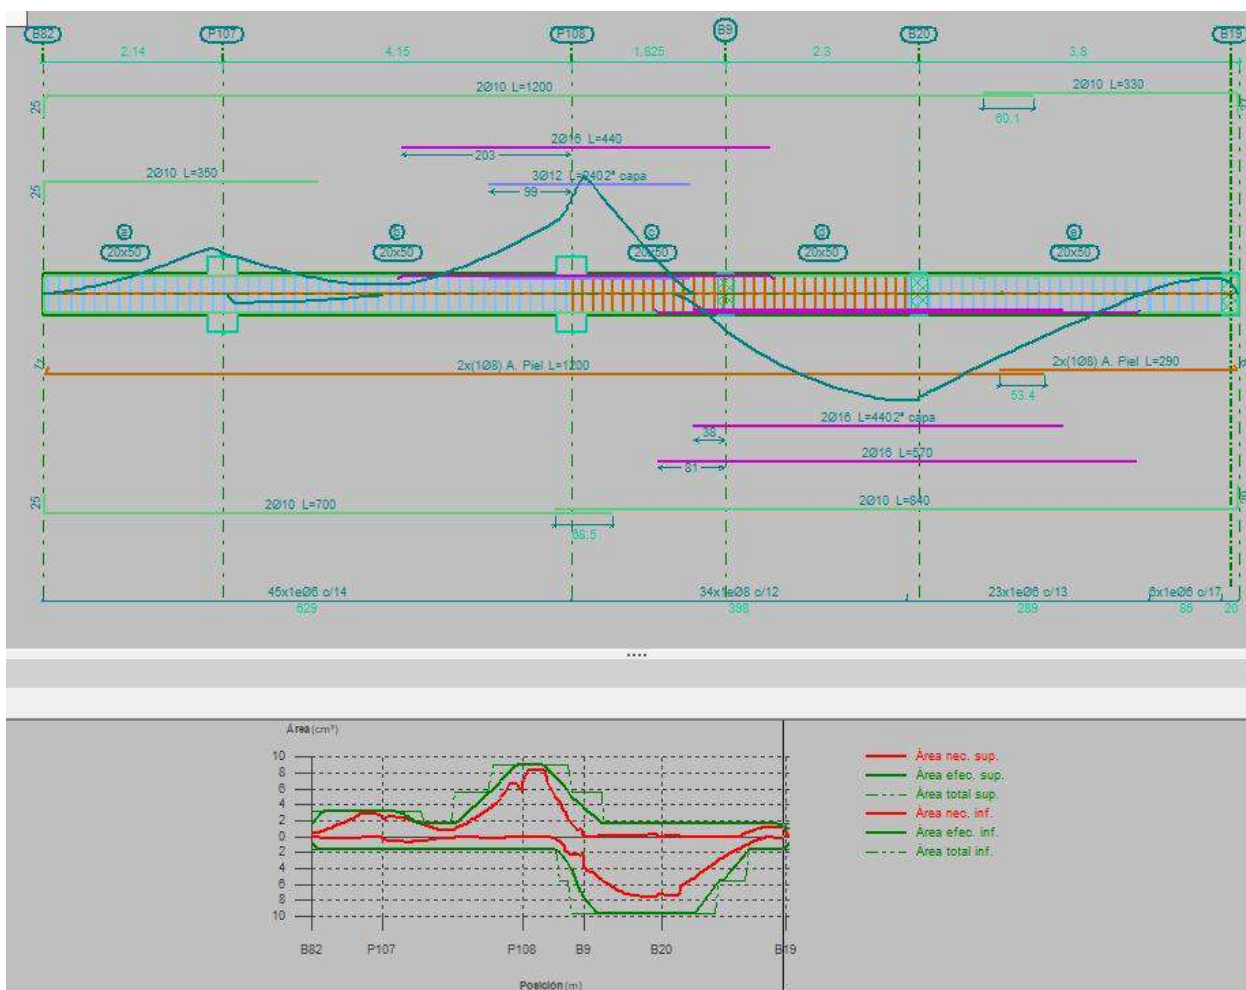 B82 P107 P108 B9 B20 B19
2.14 4.15 1.825 2.3 3.8
2Ø10 L=1200 2Ø10 L=330
25
60.1
2Ø16 L=440
203
2Ø10 L=350 3Ø12 L=2402ª capa
25 99
a b c d e
20x50 20x50 20x50 20x50 20x50
2x(1Ø8) A. Piel L=1200 2x(1Ø8) A. Piel L=290
53.4
2Ø16 L=4402ª capa
38
2Ø16 L=570
81
25 2Ø10 L=700 2Ø10 L=840
68.5
45x1eØ6 c/14 34x1eØ8 c/12 23x1eØ6 c/13 6x1eØ6 c/17
629 398 289 86 20
Área (cm²)
10
8
6
4
2
0
2
4
6
8
10
B82 P107 P108 B9 B20 B19
Posición (m)
Área nec. sup.
Área efec. sup.
Área total sup.
Área nec. inf.
Área efec. inf.
Área total inf.